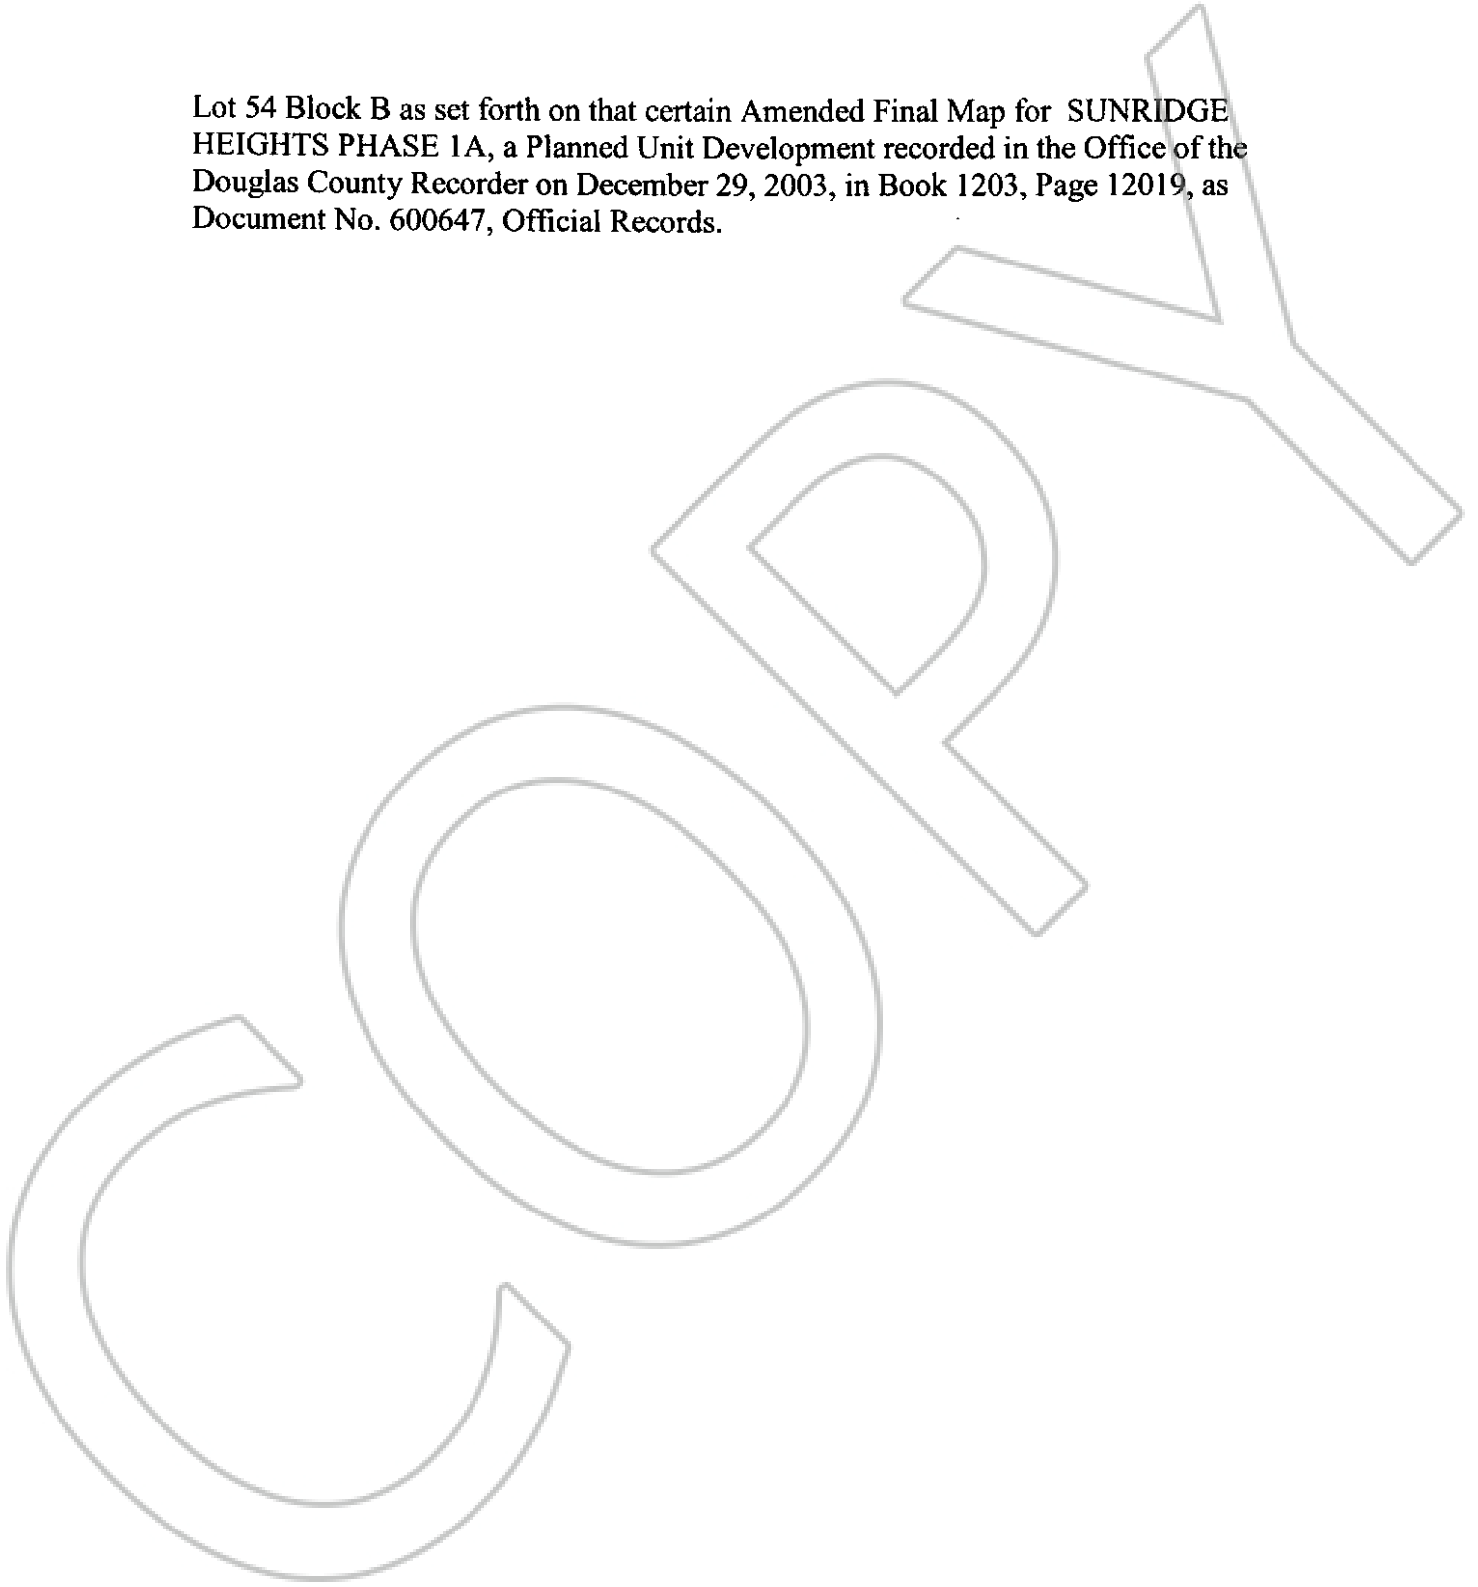 Lot 54 Block B as set forth on that certain Amended Final Map for SUNRIDGE
HEIGHTS PHASE 1A, a Planned Unit Development recorded in the Office of the
Douglas County Recorder on December 29, 2003, in Book 1203, Page 12019, as
Document No. 600647, Official Records.
COPY